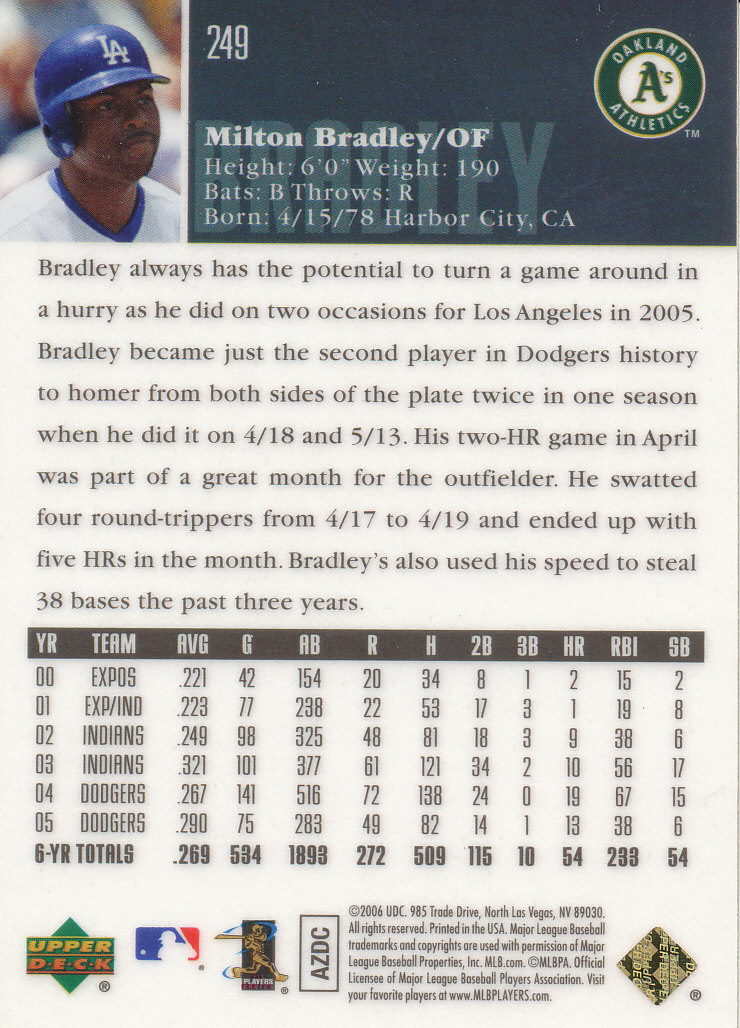 LA
249
OAKLAND
A's
ATHLETICS
TM
BRADLEY
Milton Bradley/OF
Height: 6'0" Weight: 190
Bats: B Throws: R
Born: 4/15/78 Harbor City, CA
Bradley always has the potential to turn a game around in
a hurry as he did on two occasions for Los Angeles in 2005.
Bradley became just the second player in Dodgers history
to homer from both sides of the plate twice in one season
when he did it on 4/18 and 5/13. His two-HR game in April
was part of a great month for the outfielder. He swatted
four round-trippers from 4/17 to 4/19 and ended up with
five HRs in the month. Bradley's also used his speed to steal
38 bases the past three years.
YR TEAM AVG G AB R H 2B 3B HR RBI SB
00 EXPOS .221 42 154 20 34 8 1 2 15 2
01 EXP/IND .223 77 238 22 53 17 3 1 19 8
02 INDIANS .249 98 325 48 81 18 3 9 38 6
03 INDIANS .321 101 377 61 121 34 2 10 56 17
04 DODGERS .267 141 516 72 138 24 0 19 67 15
05 DODGERS .290 75 283 49 82 14 1 13 38 6
6-YR TOTALS .269 534 1893 272 509 115 10 54 233 54
UPPER
DECK
®
®
PLAYERS
CHOICE
®
AZDC
©2006 UDC. 985 Trade Drive, North Las Vegas, NV 89030.
All rights reserved. Printed in the USA. Major League Baseball
trademarks and copyrights are used with permission of Major
League Baseball Properties, Inc. MLB.com. ©MLBPA. Official
Licensee of Major League Baseball Players Association. Visit
your favorite players at www.MLBPLAYERS.com.
®